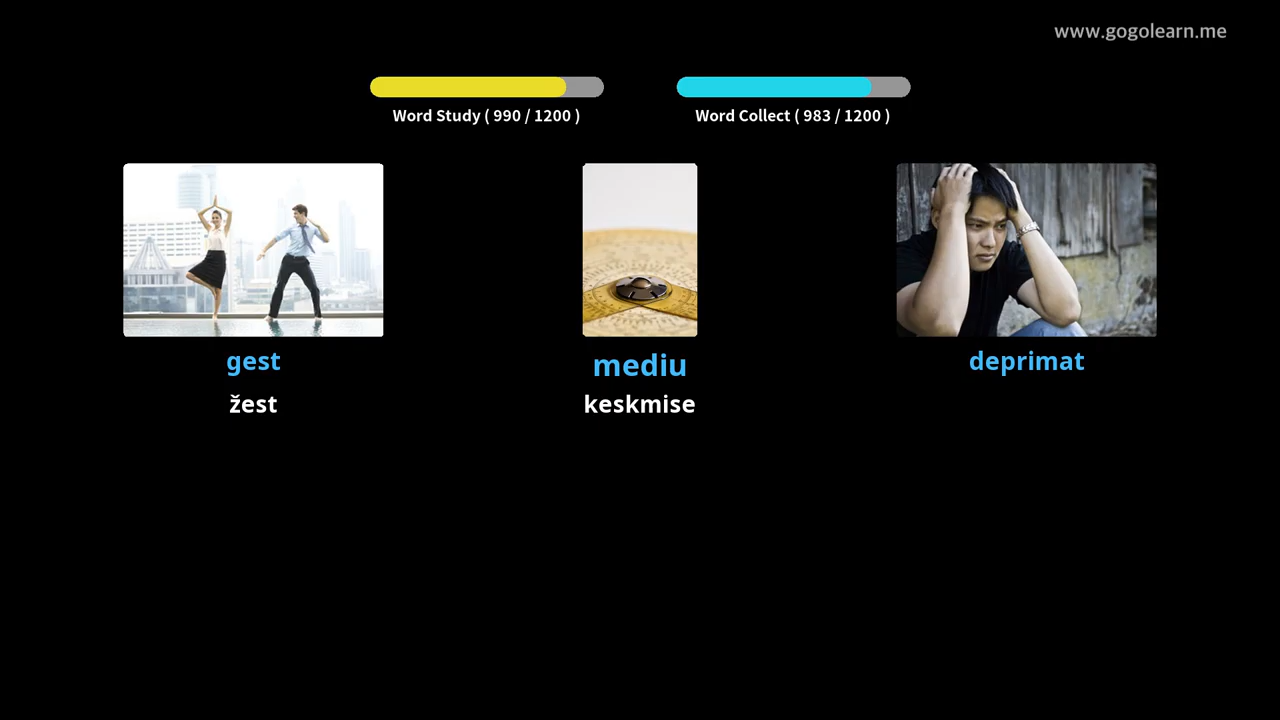 www.gogolearn.me
Word Study ( 990 / 1200 )
Word Collect ( 983 / 1200 )
gest
mediu
deprimat
žest
keskmise